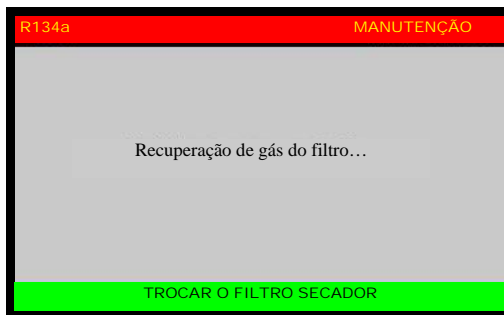 R134a MANUTENÇÃO
Recuperação de gás do filtro…
TROCAR O FILTRO SECADOR